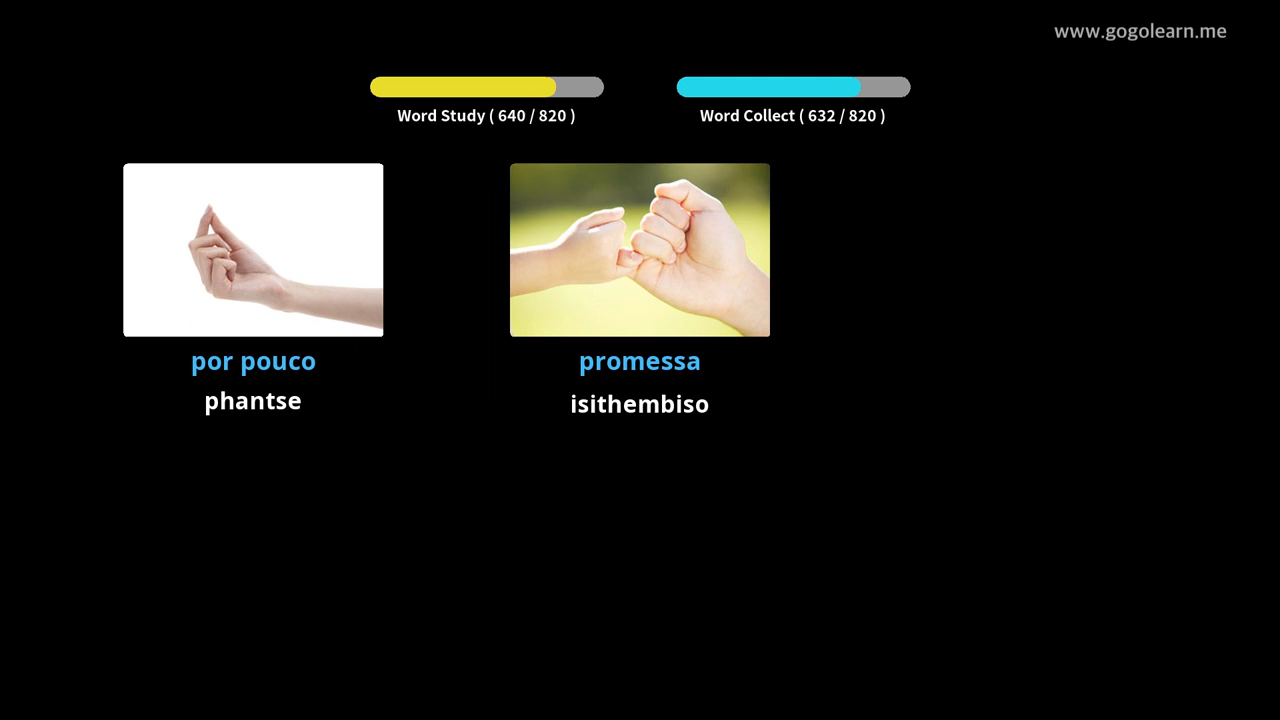 www.gogolearn.me
Word Study ( 640 / 820 )
Word Collect ( 632 / 820 )
por pouco
phantse
promessa
isithembiso